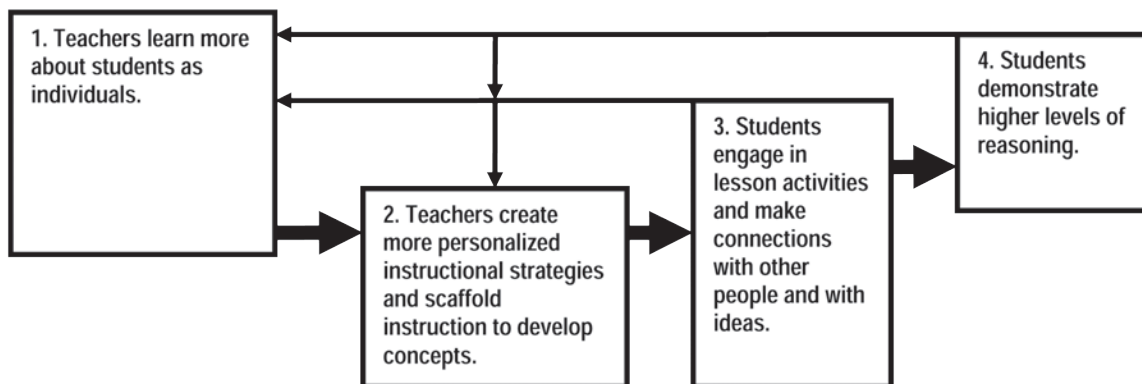 1. Teachers learn more
about students as
individuals.
2. Teachers create
more personalized
instructional strategies
and scaffold
instruction to develop
concepts.
3. Students
engage in
lesson activities
and make
connections
with other
people and with
ideas.
4. Students
demonstrate
higher levels of
reasoning.